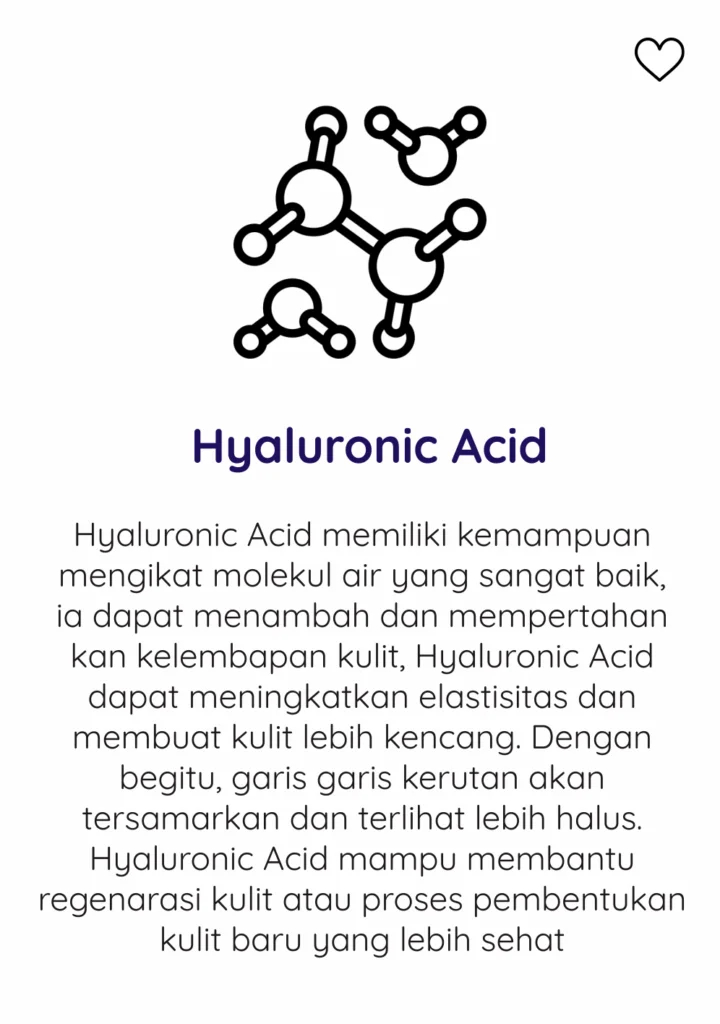 Hyaluronic Acid
Hyaluronic Acid memiliki kemampuan
mengikat molekul air yang sangat baik,
ia dapat menambah dan mempertahan
kan kelembapan kulit, Hyaluronic Acid
dapat meningkatkan elastisitas dan
membuat kulit lebih kencang. Dengan
begitu, garis garis kerutan akan
tersamarkan dan terlihat lebih halus.
Hyaluronic Acid mampu membantu
regenarasi kulit atau proses pembentukan
kulit baru yang lebih sehat